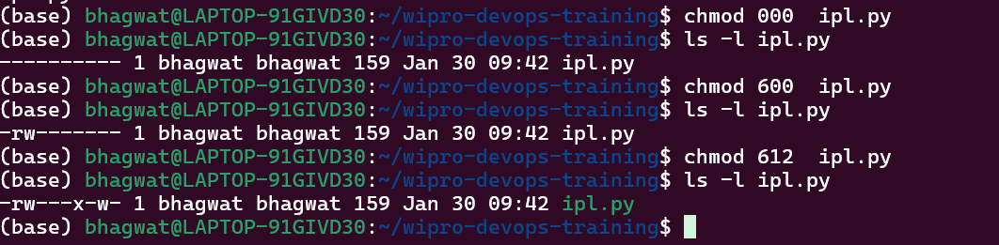 (base) bhagwat@LAPTOP-91GIVD30:~/wipro-devops-training$ chmod 000  ipl.py
(base) bhagwat@LAPTOP-91GIVD30:~/wipro-devops-training$ ls -l ipl.py
---------- 1 bhagwat bhagwat 159 Jan 30 09:42 ipl.py
(base) bhagwat@LAPTOP-91GIVD30:~/wipro-devops-training$ chmod 600  ipl.py
(base) bhagwat@LAPTOP-91GIVD30:~/wipro-devops-training$ ls -l ipl.py
-rw------- 1 bhagwat bhagwat 159 Jan 30 09:42 ipl.py
(base) bhagwat@LAPTOP-91GIVD30:~/wipro-devops-training$ chmod 612  ipl.py
(base) bhagwat@LAPTOP-91GIVD30:~/wipro-devops-training$ ls -l ipl.py
-rw---x-w- 1 bhagwat bhagwat 159 Jan 30 09:42 ipl.py
(base) bhagwat@LAPTOP-91GIVD30:~/wipro-devops-training$